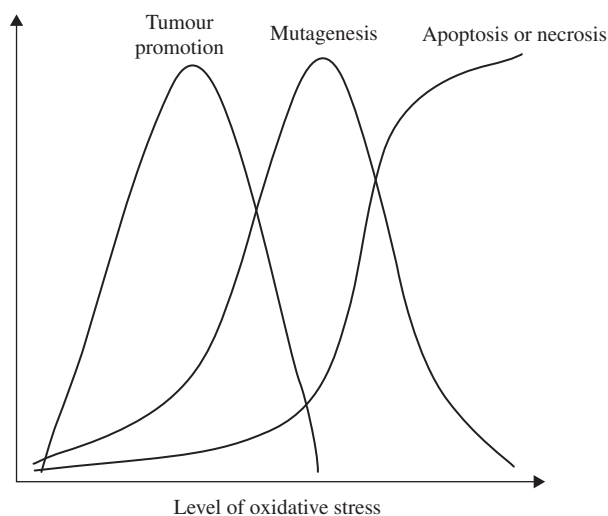 Tumour
promotion
Mutagenesis
Apoptosis or necrosis
Level of oxidative stress